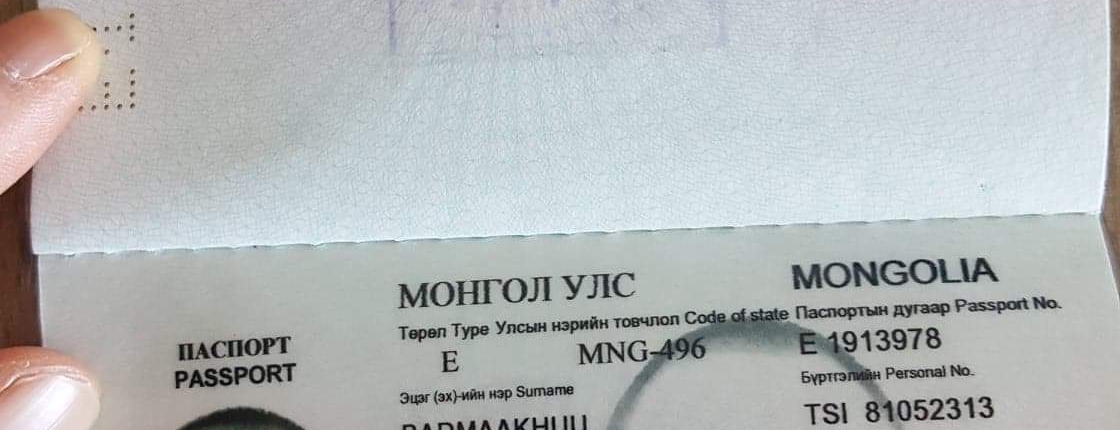 МОНГОЛ УЛС MONGOLIA
Төрөл Type Улсын нэрийн товчлол Code of state Паспортын дугаар Passport No.
ПАСПОРТ
PASSPORT
E MNG-496 E 1913978
Эцэг (эх)-ийн нэр Surname Бүртгэлийн Personal No.
BADMAAKHUU TSI 81052313